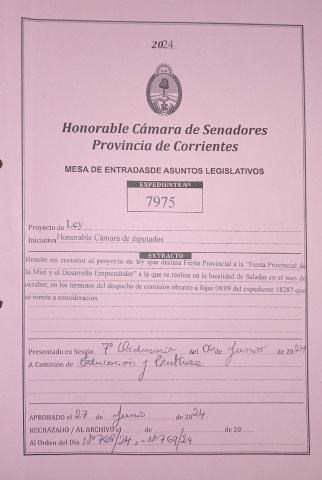 2024
Honorable Cámara de Senadores
Provincia de Corrientes
MESA DE ENTRADASDE ASUNTOS LEGISLATIVOS
EXPEDIENTE Nº
7975
Proyecto de Ley
Iniciativa Honorable Cámara de diputados
EXTRACTO
Remite en revisión al proyecto de ley que declara Fiesta Provincial a la "Fiesta Provincial de
la Miel y el Desarrollo Emprendedor" a la que se realiza en la localidad de Saladas en el mes de
octubre, en los términos del despacho de comisión obrante a fojas 08/09 del expediente 18287 que
se remite a consideración.
Presentado en Sesión 7ª Ordinaria del 06 de Junio de 2024
A Comisión de Educación y Cultura
APROBADO el 27 de Junio de 2024.
RECHAZADO / AL ARCHIVO el de de 20
Al Orden del Dia Nº 768/24, - Nº 769/24